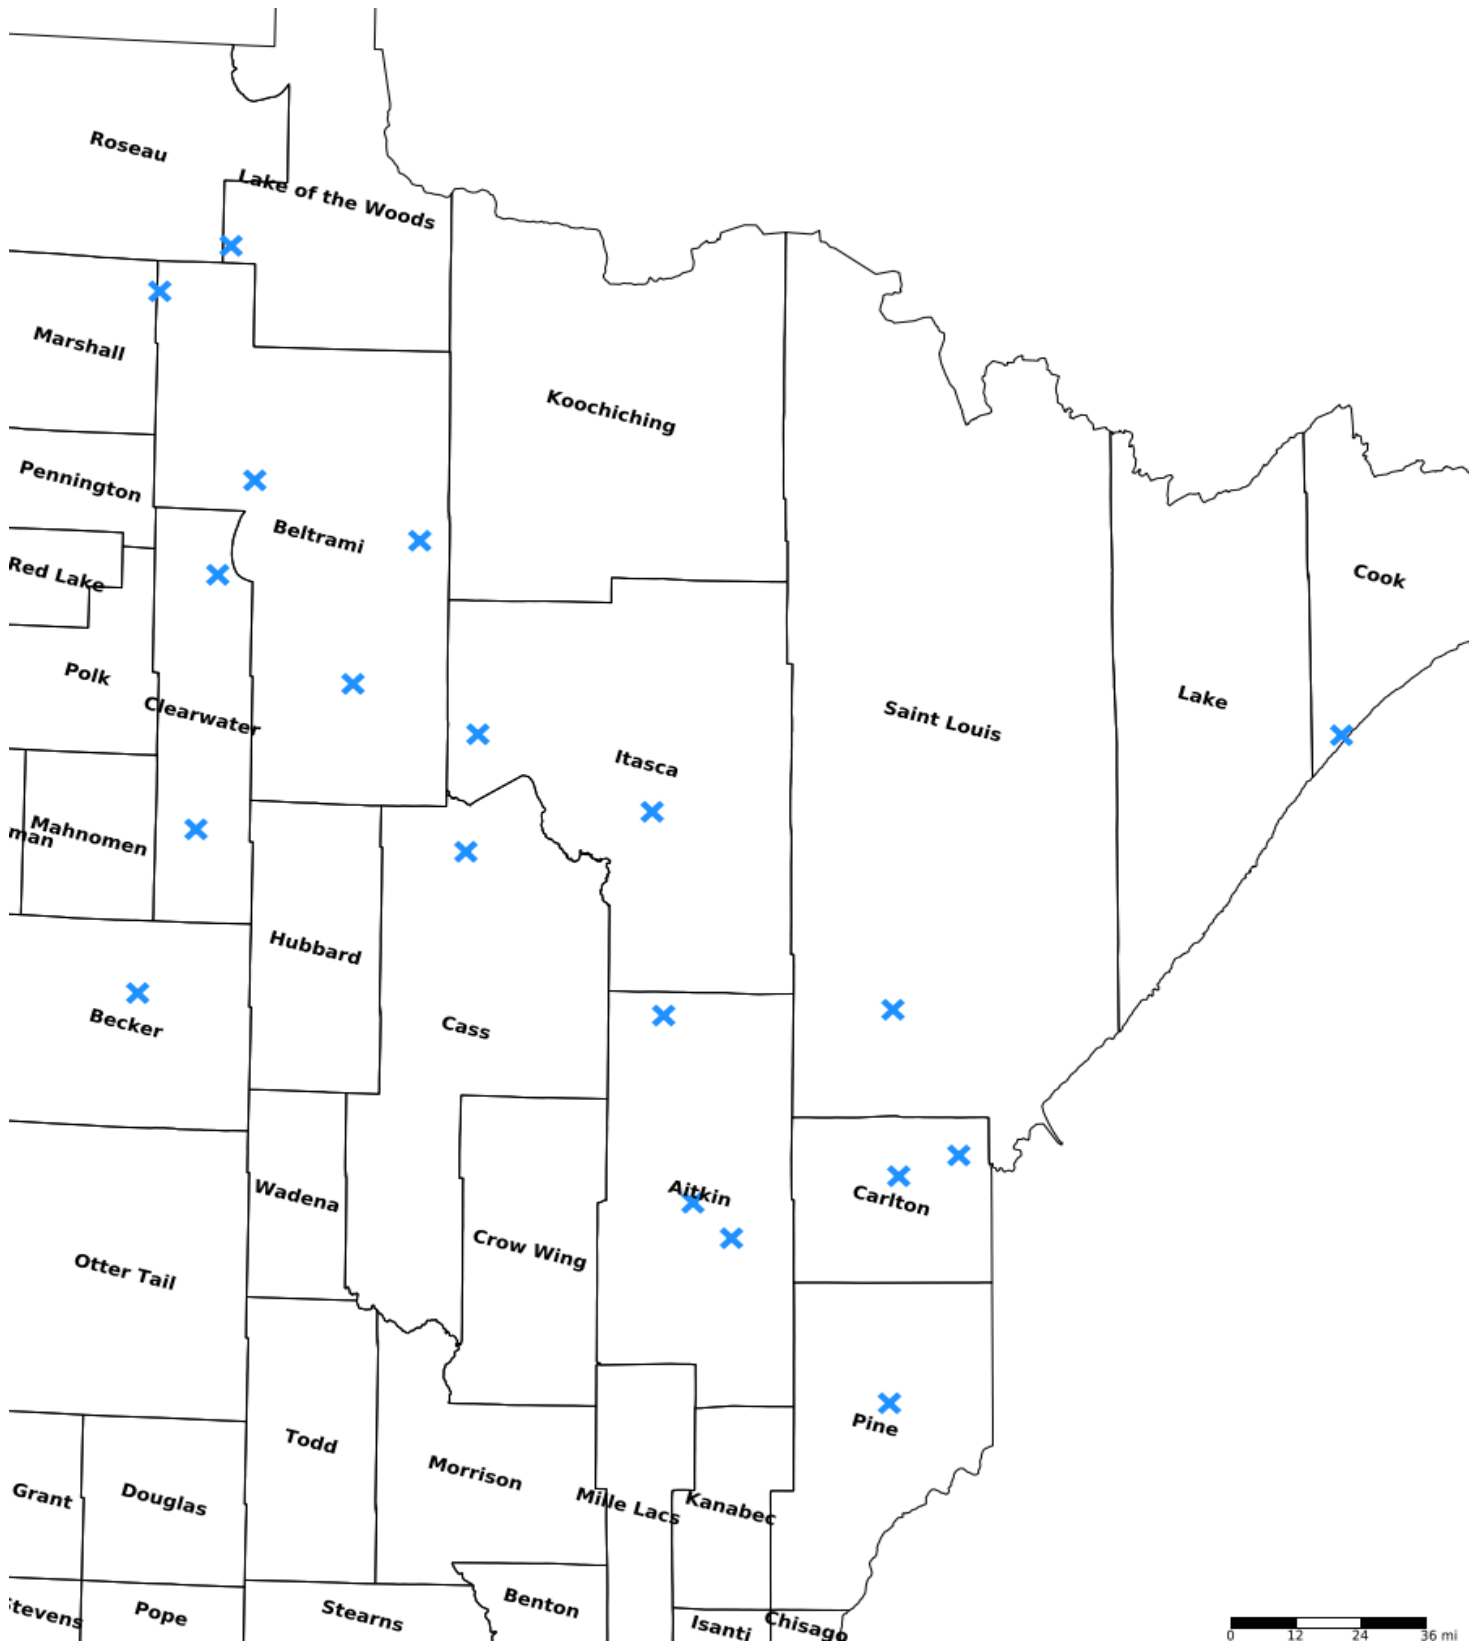 Roseau
Lake of the Woods
Marshall
Koochiching
Pennington
Beltrami
Red Lake
Cook
Polk
Clearwater
Lake
Saint Louis
Itasca
man
Mahnomen
Hubbard
Becker
Cass
Wadena
Aitkin
Carlton
Crow Wing
Otter Tail
Pine
Todd
Morrison
Grant
Douglas
Mille Lacs
Kanabec
tevens
Pope
Stearns
Benton
Isanti
Chisago
0 12 24 36 mi